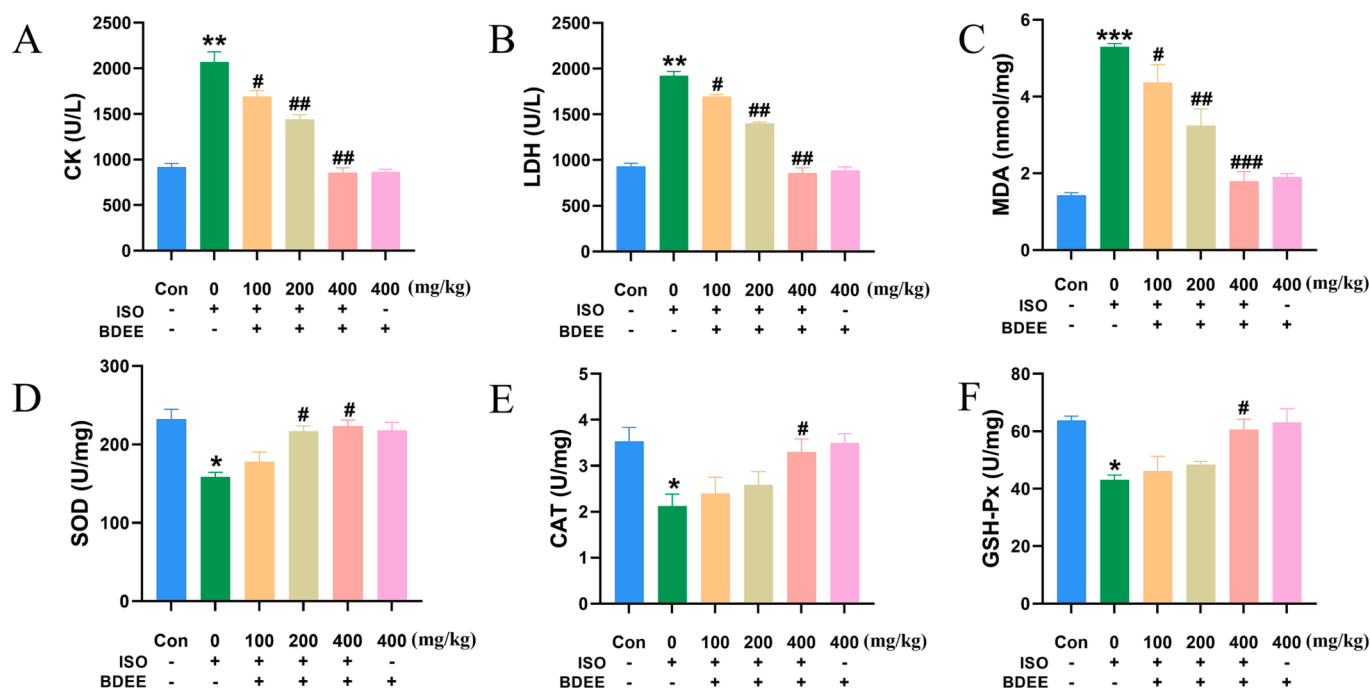 A
CK (U/L)
2500
2000
1500
1000
500
0
**
#
##
##
Con 0 100 200 400 400 (mg/kg)
ISO - + + + + -
BDEE - - + + + +
B
LDH (U/L)
2500
2000
1500
1000
500
0
**
#
##
##
Con 0 100 200 400 400 (mg/kg)
ISO - + + + + -
BDEE - - + + + +
C
MDA (nmol/mg)
6
4
2
0
***
#
##
###
Con 0 100 200 400 400 (mg/kg)
ISO - + + + + -
BDEE - - + + + +
D
SOD (U/mg)
300
200
100
0
*
#
#
Con 0 100 200 400 400 (mg/kg)
ISO - + + + + -
BDEE - - + + + +
E
CAT (U/mg)
5
4
3
2
1
0
*
#
Con 0 100 200 400 400 (mg/kg)
ISO - + + + + -
BDEE - - + + + +
F
GSH-Px (U/mg)
80
60
40
20
0
*
#
Con 0 100 200 400 400 (mg/kg)
ISO - + + + + -
BDEE - - + + + +